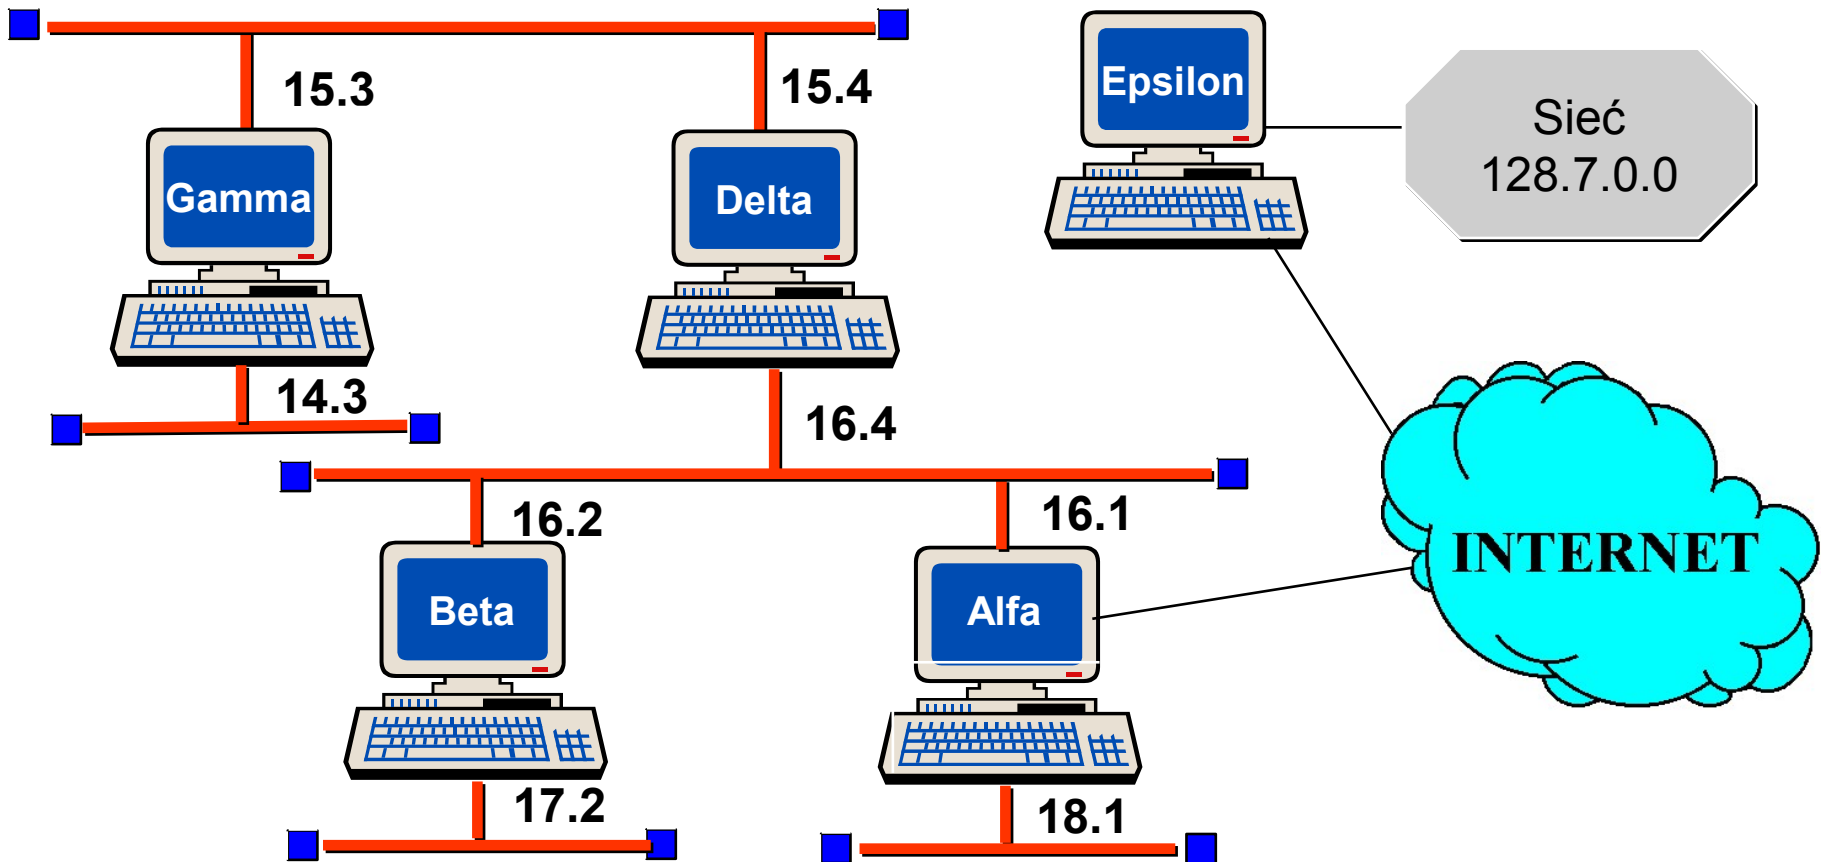 15.3
15.4
Epsilon
Sieć
128.7.0.0
Gamma
Delta
14.3
16.4
16.2
16.1
INTERNET
Beta
Alfa
17.2
18.1